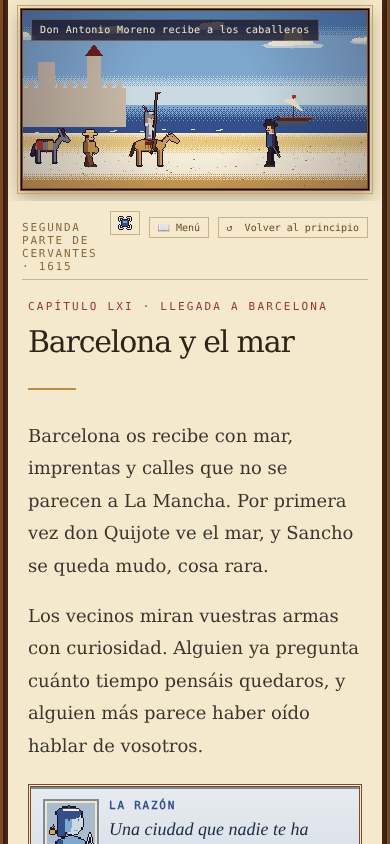 Don Antonio Moreno recibe a los caballeros
SEGUNDA
PARTE DE
CERVANTES
· 1615
📖 Menú
↺ Volver al principio
CAPÍTULO LXI · LLEGADA A BARCELONA
Barcelona y el mar
Barcelona os recibe con mar,
imprentas y calles que no se
parecen a La Mancha. Por primera
vez don Quijote ve el mar, y Sancho
se queda mudo, cosa rara.
Los vecinos miran vuestras armas
con curiosidad. Alguien ya pregunta
cuánto tiempo pensáis quedaros, y
alguien más parece haber oído
hablar de vosotros.
LA RAZÓN
Una ciudad que nadie te ha